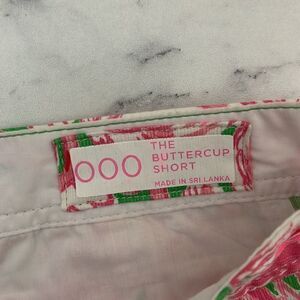 000
THE
BUTTERCUP
SHORT
MADE IN SRI LANKA